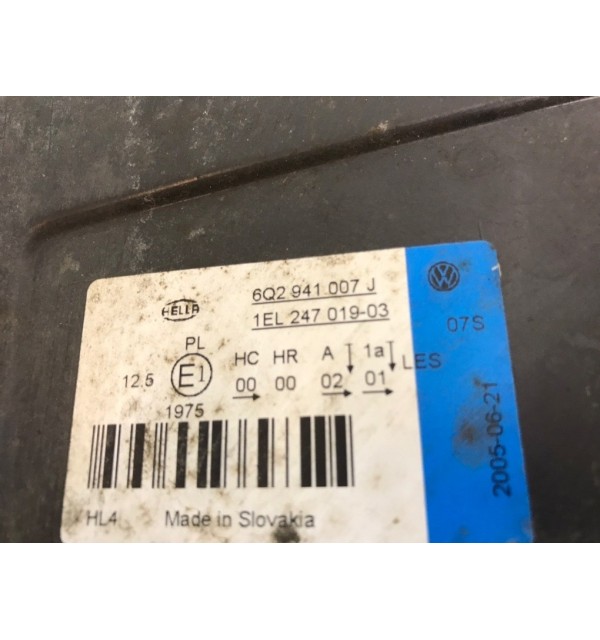 HELLA
6Q2 941 007 J
1EL 247 019-03
PL
HC HR A 1a LES
12.5 E1 00 00 02 01
1975
HL4 Made in Slovakia
VW
07S
2005-06-21